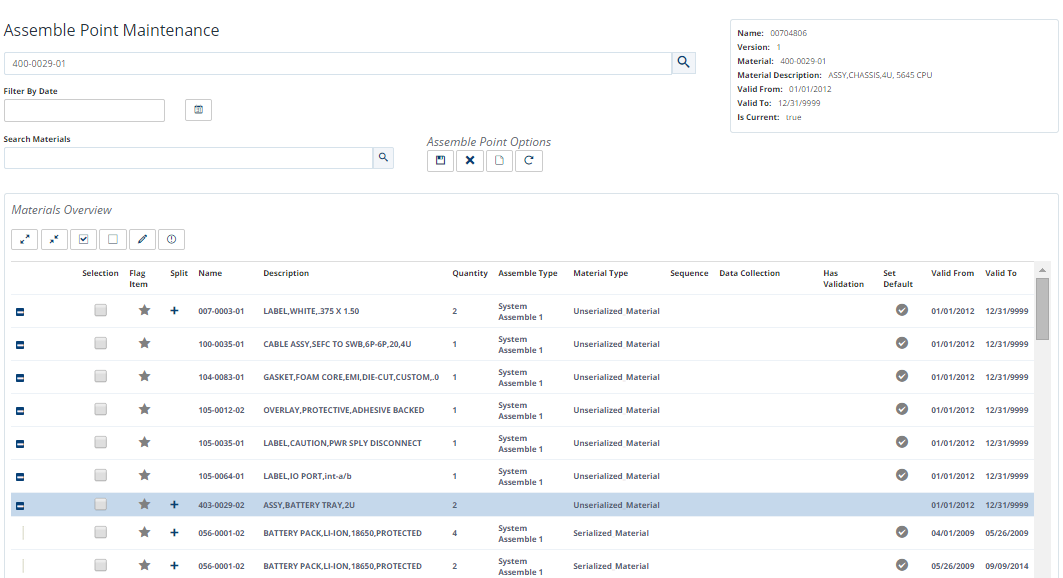 Assemble Point Maintenance
400-0029-01
Filter By Date
Search Materials
Assemble Point Options
Name: 00704806
Version: 1
Material: 400-0029-01
Material Description: ASSY,CHASSIS,4U, 5645 CPU
Valid From: 01/01/2012
Valid To: 12/31/9999
Is Current: true
Materials Overview
Selection Flag Item Split Name Description Quantity Assemble Type Material Type Sequence Data Collection Has Validation Set Default Valid From Valid To
007-0003-01 LABEL,WHITE,.375 X 1.50 2 System Assemble 1 Unserialized Material 01/01/2012 12/31/9999
100-0035-01 CABLE ASSY,SEFC TO SWB,6P-6P,20,4U 1 System Assemble 1 Unserialized Material 01/01/2012 12/31/9999
104-0083-01 GASKET,FOAM CORE,EMI,DIE-CUT,CUSTOM,.0 1 System Assemble 1 Unserialized Material 01/01/2012 12/31/9999
105-0012-02 OVERLAY,PROTECTIVE,ADHESIVE BACKED 1 System Assemble 1 Unserialized Material 01/01/2012 12/31/9999
105-0035-01 LABEL,CAUTION,PWR SPLY DISCONNECT 1 System Assemble 1 Unserialized Material 01/01/2012 12/31/9999
105-0064-01 LABEL,IO PORT,int-a/b 1 System Assemble 1 Unserialized Material 01/01/2012 12/31/9999
403-0029-02 ASSY,BATTERY TRAY,2U 2 Unserialized Material 01/01/2012 12/31/9999
056-0001-02 BATTERY PACK,LI-ION,18650,PROTECTED 4 System Assemble 1 Serialized Material 04/01/2009 05/26/2009
056-0001-02 BATTERY PACK,LI-ION,18650,PROTECTED 2 System Assemble 1 Serialized Material 05/26/2009 09/09/2014